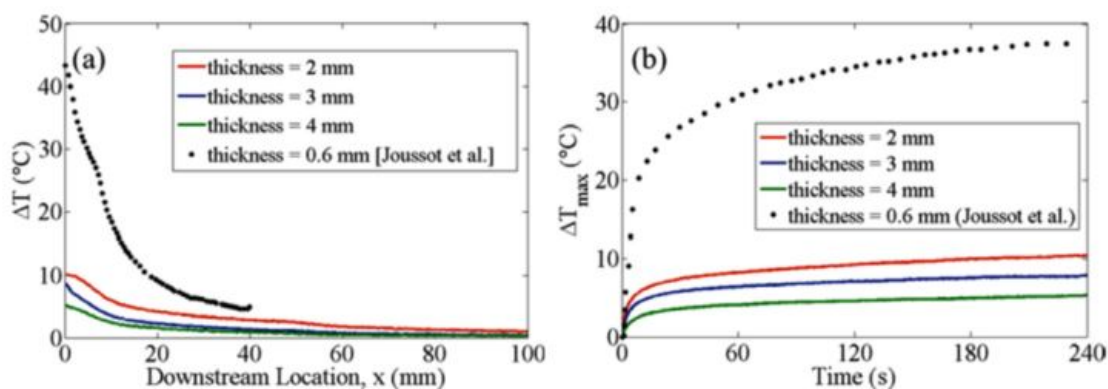 (a)
50
40
30
20
10
0
ΔT (°C)
thickness = 2 mm
thickness = 3 mm
thickness = 4 mm
thickness = 0.6 mm [Joussot et al.]
0 20 40 60 80 100
Downstream Location, x (mm)
(b)
40
30
20
10
0
ΔTmax (°C)
thickness = 2 mm
thickness = 3 mm
thickness = 4 mm
thickness = 0.6 mm (Joussot et al.)
0 60 120 180 240
Time (s)